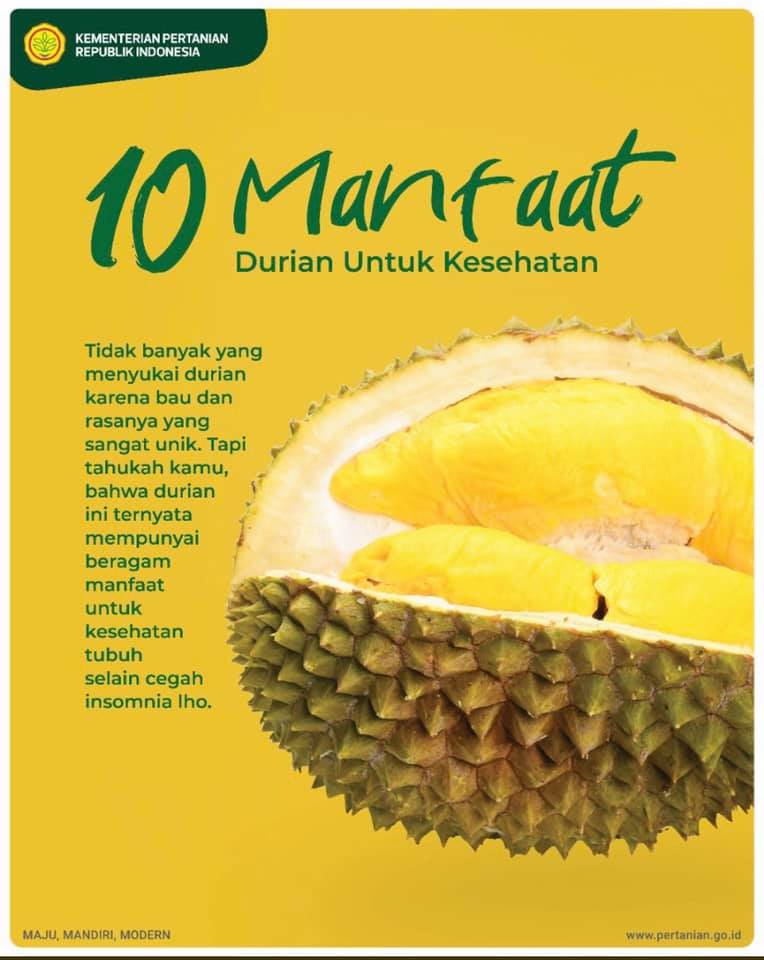 KEMENTERIAN PERTANIAN
REPUBLIK INDONESIA
10 Manfaat
Durian Untuk Kesehatan
Tidak banyak yang
menyukai durian
karena bau dan
rasanya yang
sangat unik. Tapi
tahukah kamu,
bahwa durian
ini ternyata
mempunyai
beragam
manfaat
untuk
kesehatan
tubuh
selain cegah
insomnia lho.
MAJU, MANDIRI, MODERN
www.pertanian.go.id